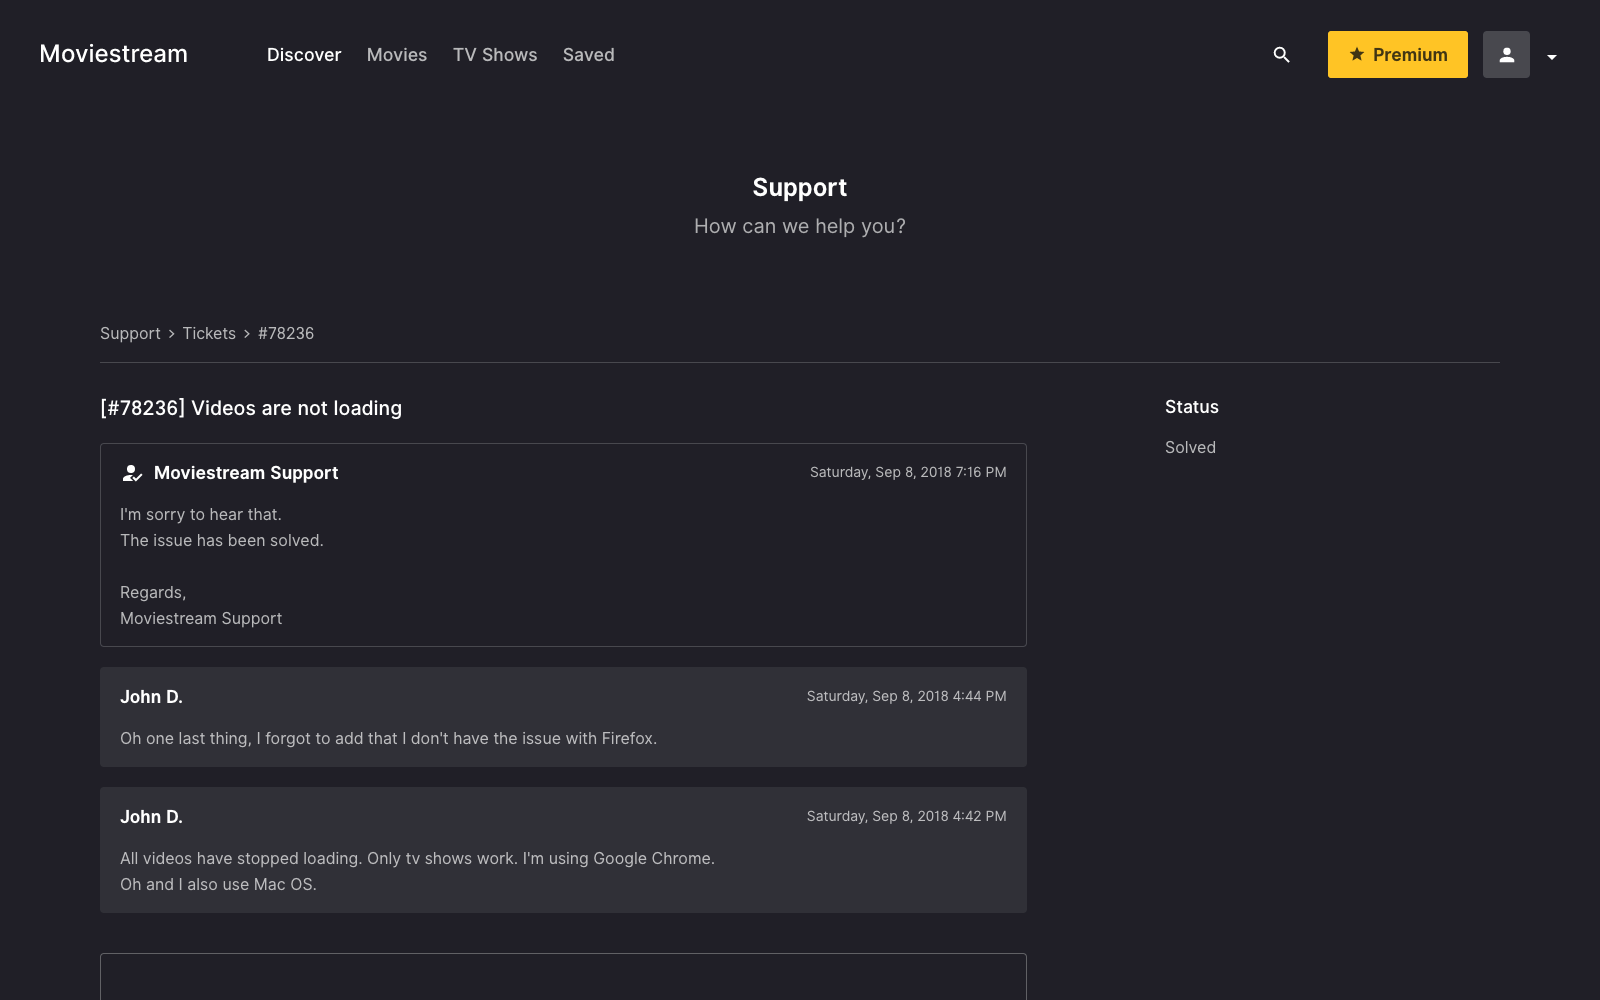 Moviestream
Discover
Movies
TV Shows
Saved
Premium
Support
How can we help you?
Support > Tickets > #78236
[#78236] Videos are not loading
Status
Solved
Moviestream Support
Saturday, Sep 8, 2018 7:16 PM
I'm sorry to hear that.
The issue has been solved.
Regards,
Moviestream Support
John D.
Saturday, Sep 8, 2018 4:44 PM
Oh one last thing, I forgot to add that I don't have the issue with Firefox.
John D.
Saturday, Sep 8, 2018 4:42 PM
All videos have stopped loading. Only tv shows work. I'm using Google Chrome.
Oh and I also use Mac OS.